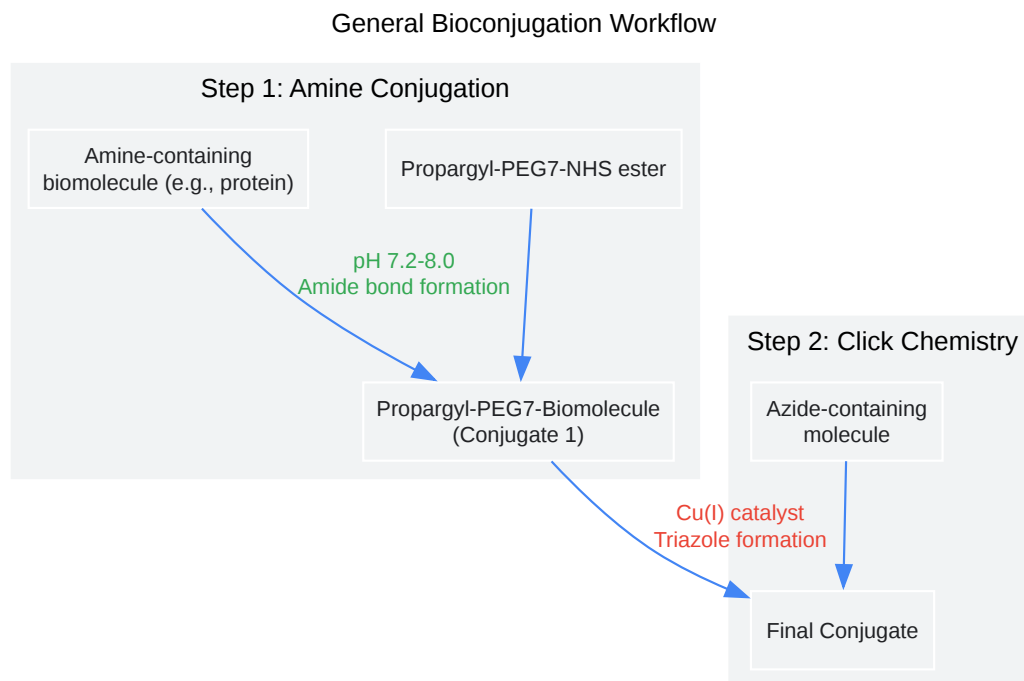 General Bioconjugation Workflow
Step 1: Amine Conjugation
Amine-containing
biomolecule (e.g., protein)
Propargyl-PEG7-NHS ester
pH 7.2-8.0
Amide bond formation
Propargyl-PEG7-Biomolecule
(Conjugate 1)
Step 2: Click Chemistry
Azide-containing
molecule
Cu(I) catalyst
Triazole formation
Final Conjugate